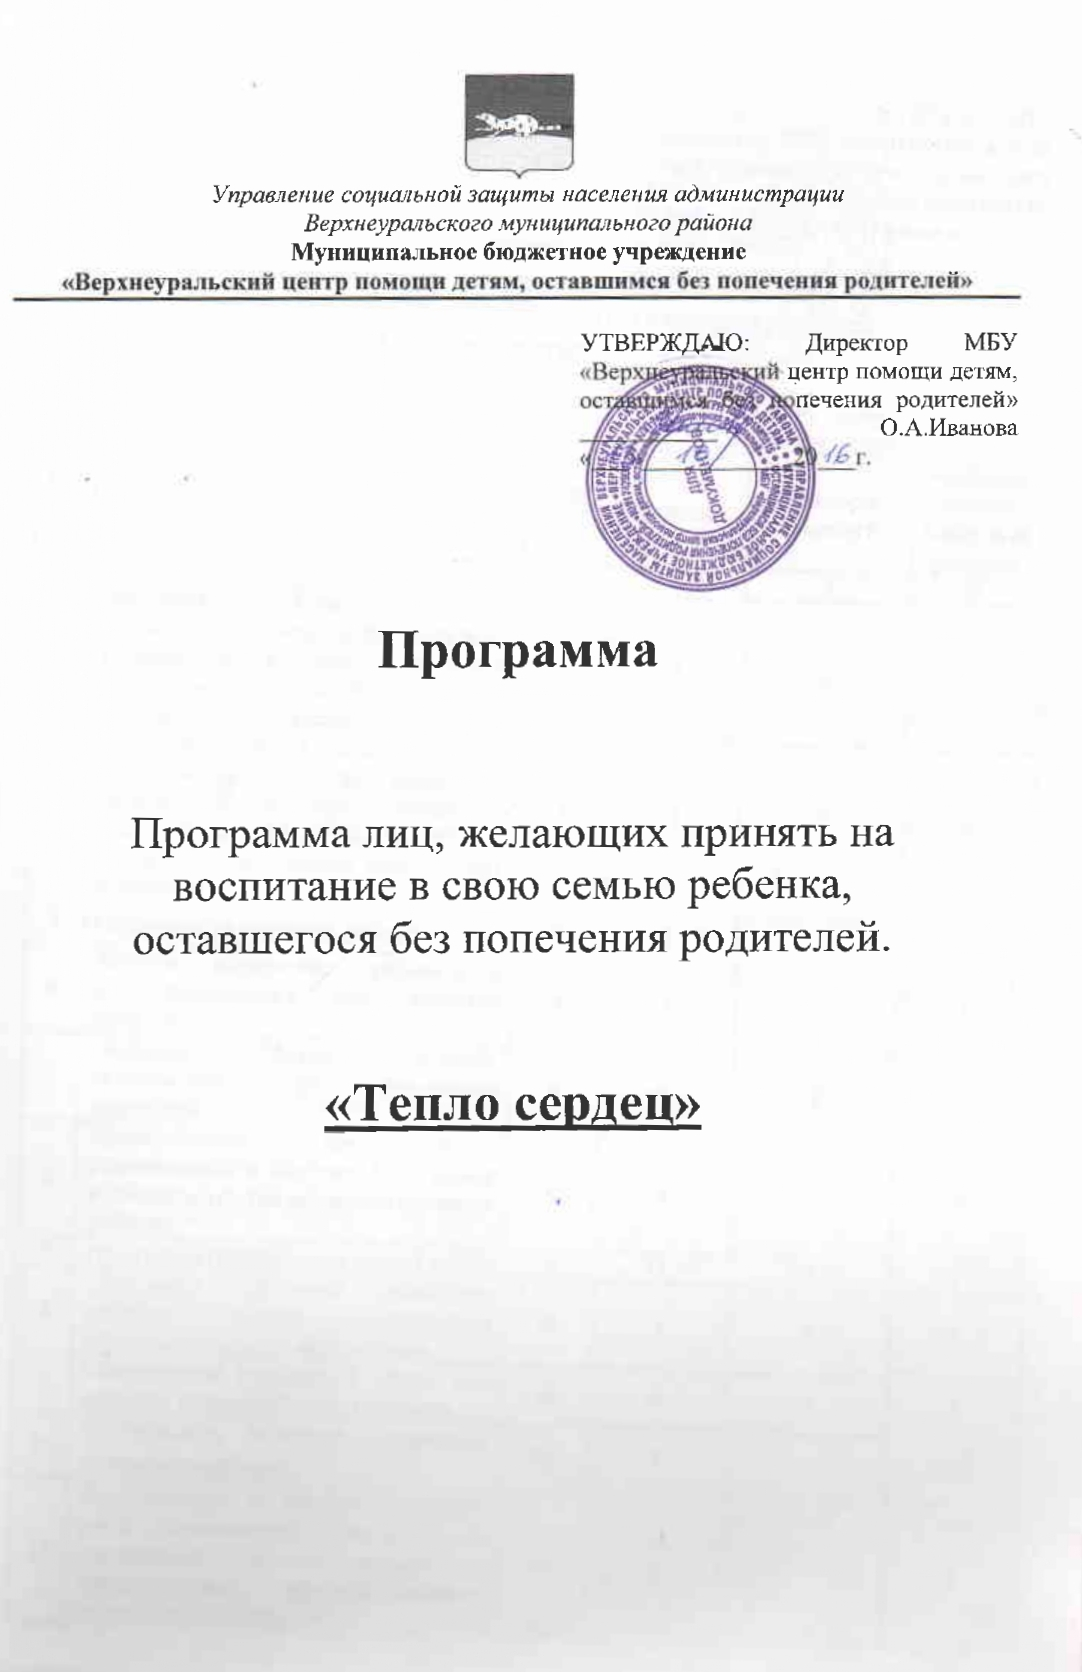 Управление социальной защиты населения администрации
Верхнеуральского муниципального района
Муниципальное бюджетное учреждение
«Верхнеуральский центр помощи детям, оставшимся без попечения родителей»
УТВЕРЖДАЮ: Директор МБУ
«Верхнеуральский центр помощи детям,
оставшимся без попечения родителей»
О.А.Иванова
«
2016 г.
ДЛЯ
ДОКУМЕНТОВ
Программа
Программа лиц, желающих принять на
воспитание в свою семью ребенка,
оставшегося без попечения родителей.
«Тепло сердец»